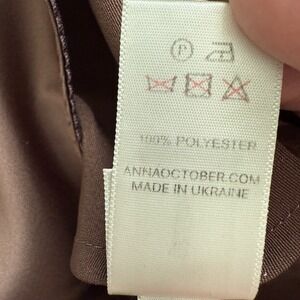 P
100% POLYESTER
ANNAOCTOBER.COM
MADE IN UKRAINE